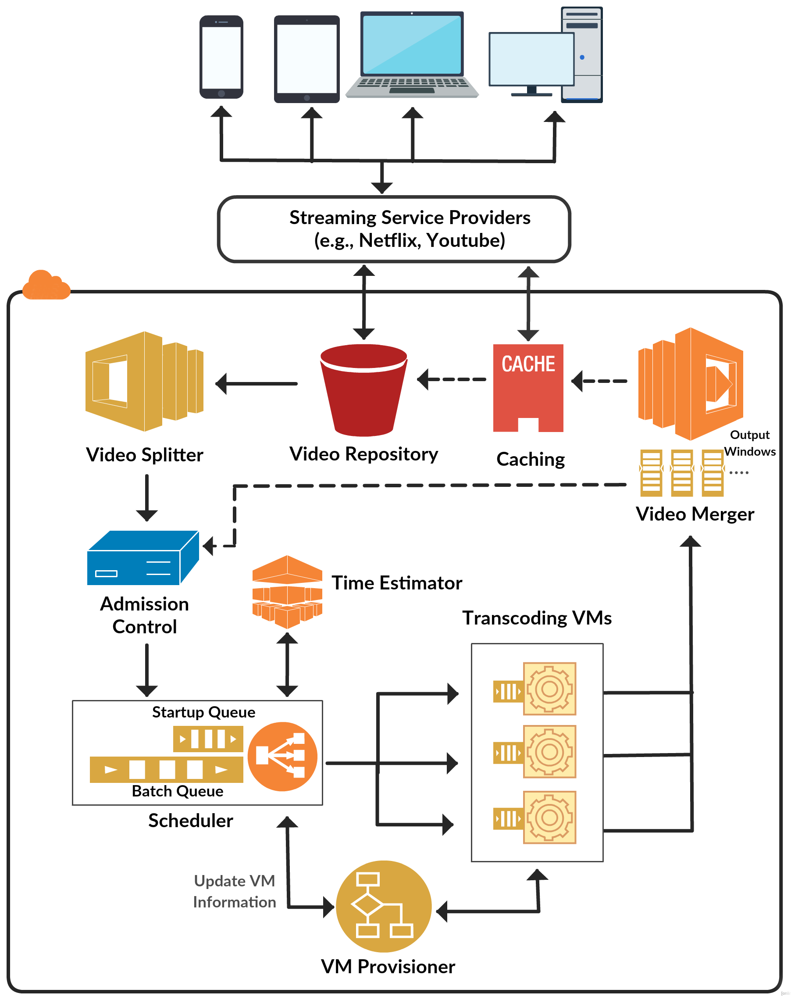 Streaming Service Providers
(e.g., Netflix, Youtube)
CACHE
Output
Windows
Video Splitter
Video Repository
Caching
Video Merger
Time Estimator
Admission
Control
Transcoding VMs
Startup Queue
Batch Queue
Scheduler
Update VM
Information
VM Provisioner